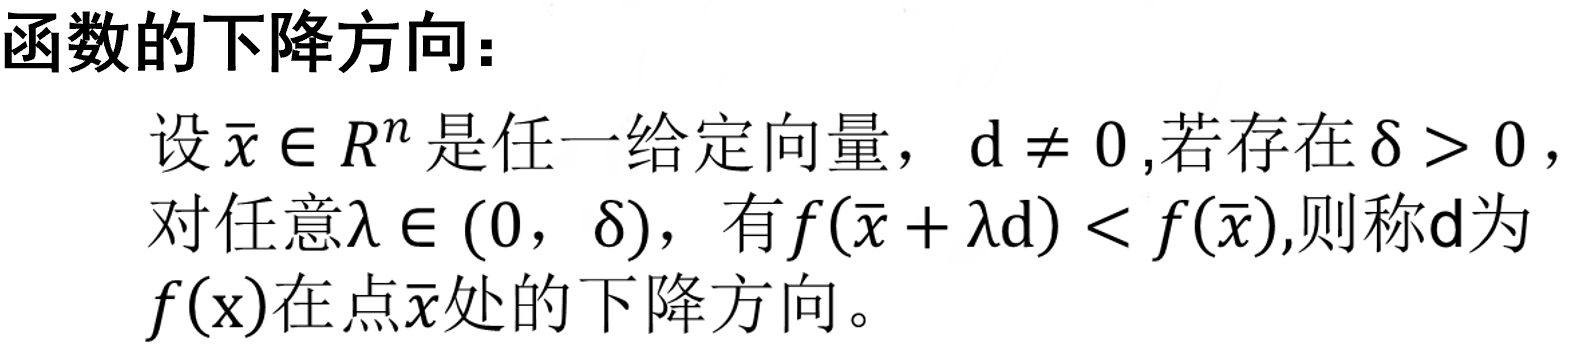 函数的下降方向：
设 x̄ ∈ Rⁿ 是任一给定向量， d ≠ 0 ,若存在 δ > 0 ，
对任意λ ∈ (0， δ)， 有f(x̄ + λd) < f(x̄),则称d为
f(x)在点x̄处的下降方向。